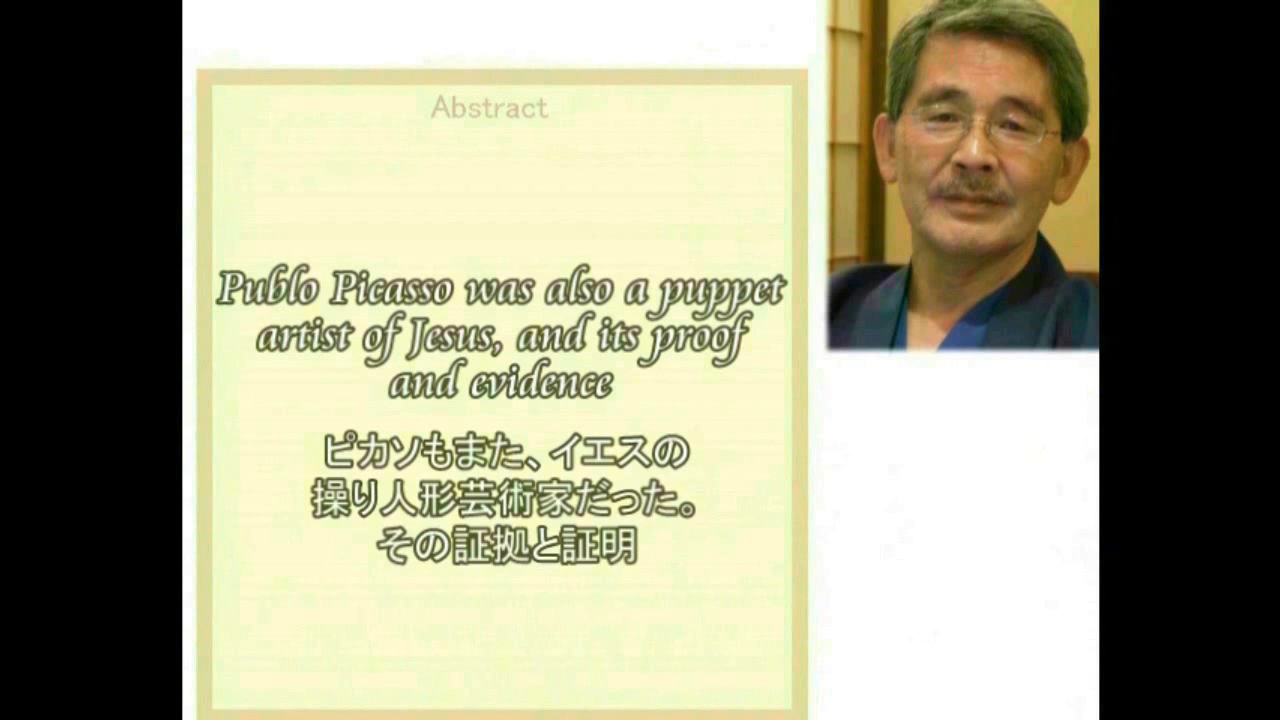 Abstract
Publo Picasso was also a puppet
artist of Jesus, and its proof
and evidence
ピカソもまた、イエスの
操り人形芸術家だった。
その証拠と証明